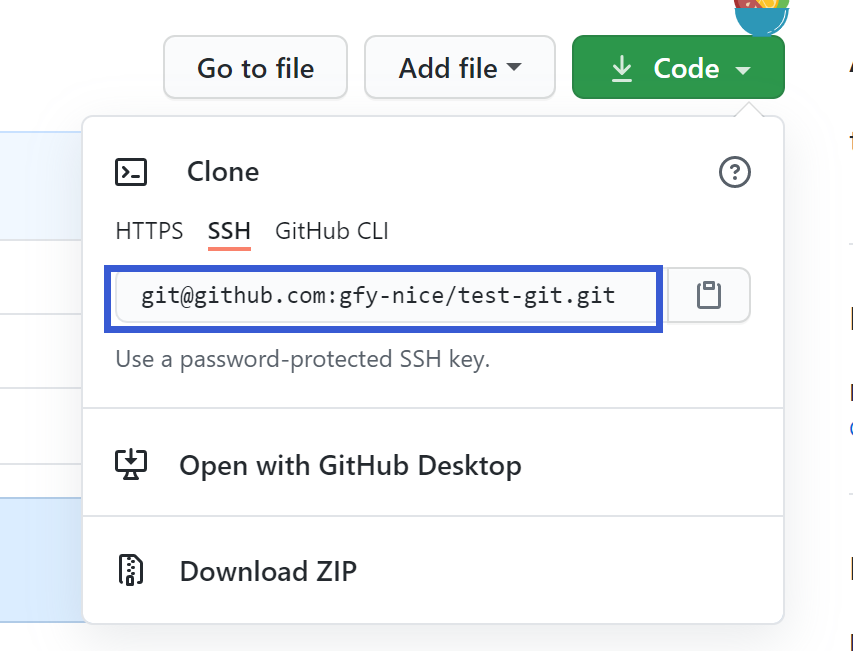 Go to file
Add file
Code
Clone
HTTPS SSH GitHub CLI
git@github.com:gfy-nice/test-git.git
Use a password-protected SSH key.
Open with GitHub Desktop
Download ZIP